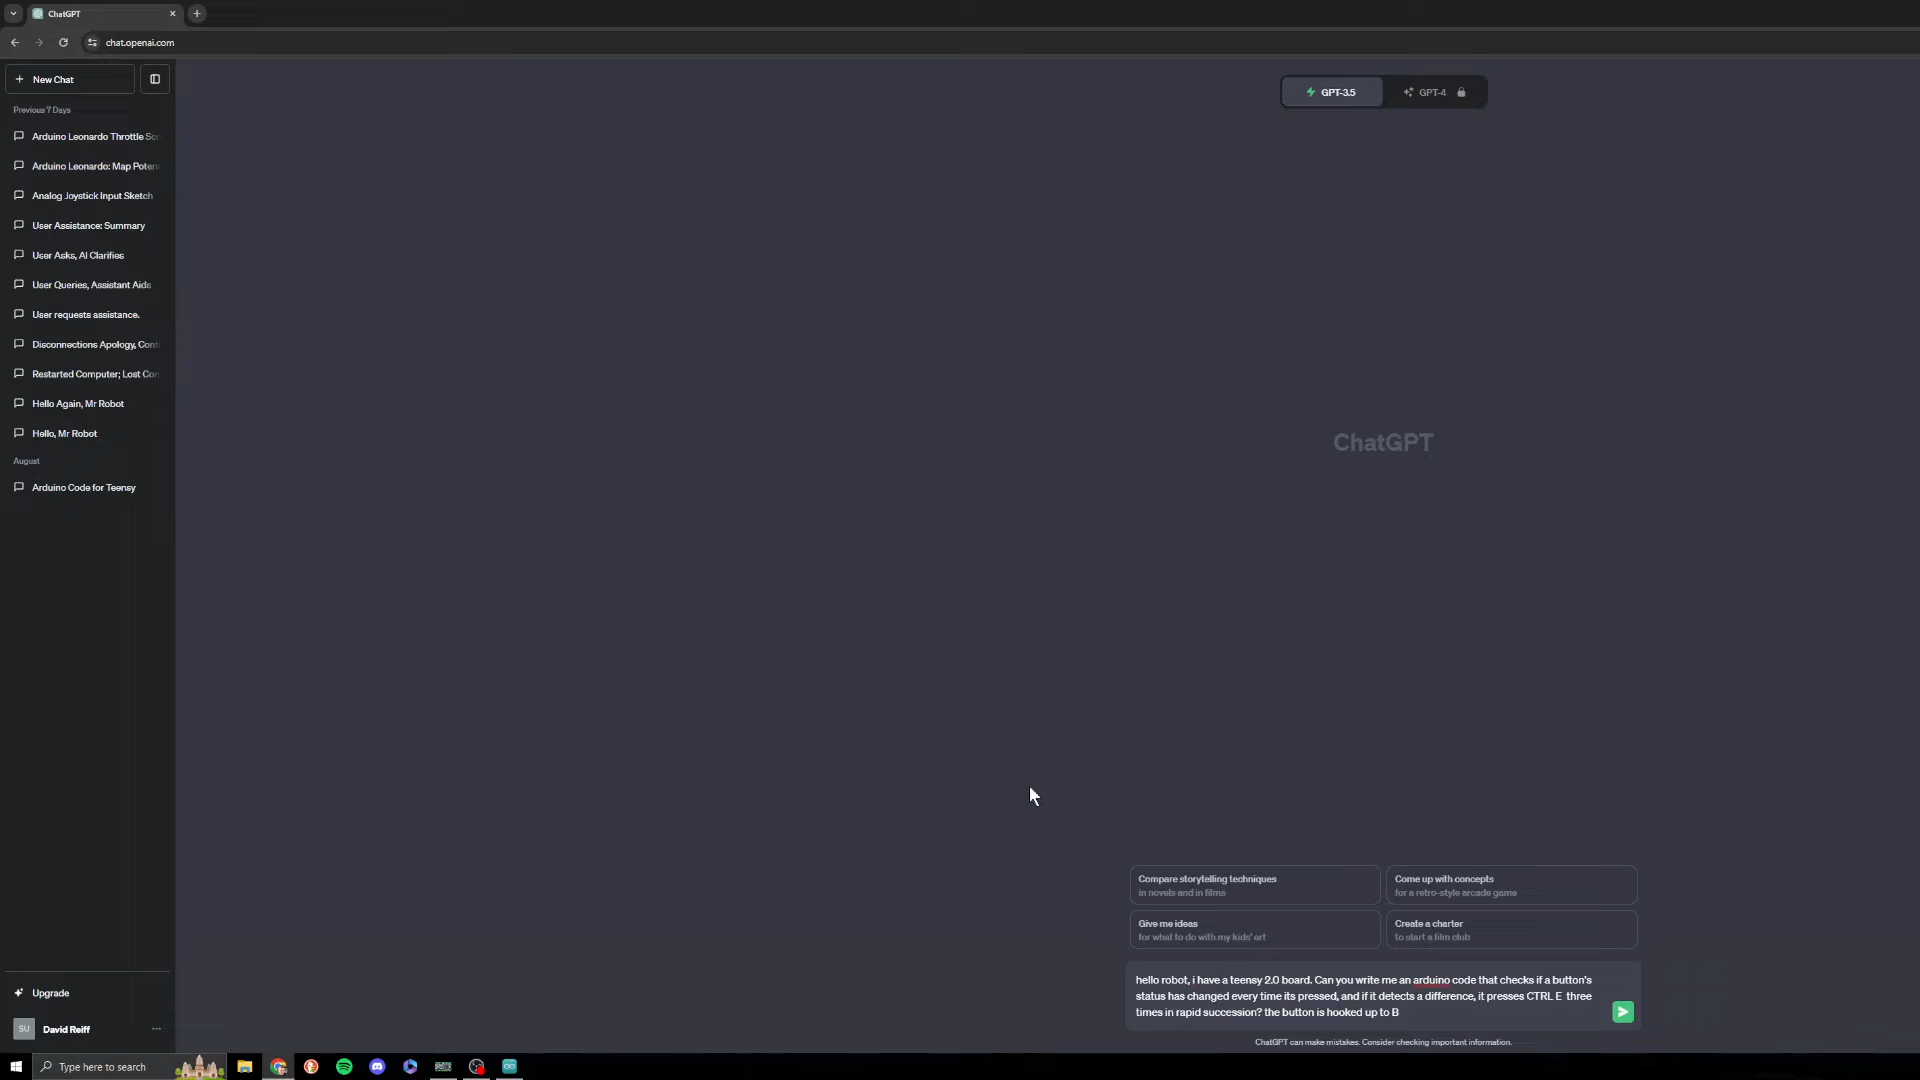 ChatGPT
chat.openai.com
New Chat
Previous 7 Days
Arduino Leonardo Throttle Scr
Arduino Leonardo: Map Poten
Analog Joystick Input Sketch
User Assistance: Summary
User Asks, AI Clarifies
User Queries, Assistant Aids
User requests assistance.
Disconnections Apology, Conti
Restarted Computer; Lost Con
Hello Again, Mr Robot
Hello, Mr Robot
August
Arduino Code for Teensy
Upgrade
SU David Reiff
GPT-3.5 GPT-4
ChatGPT
Compare storytelling techniques
in novels and in films
Come up with concepts
for a retro-style arcade game
Give me ideas
for what to do with my kids' art
Create a charter
to start a film club
hello robot, i have a teensy 2.0 board. Can you write me an arduino code that checks if a button's
status has changed every time its pressed, and if it detects a difference, it presses CTRL E  three
times in rapid succession? the button is hooked up to B
ChatGPT can make mistakes. Consider checking important information.
Type here to search